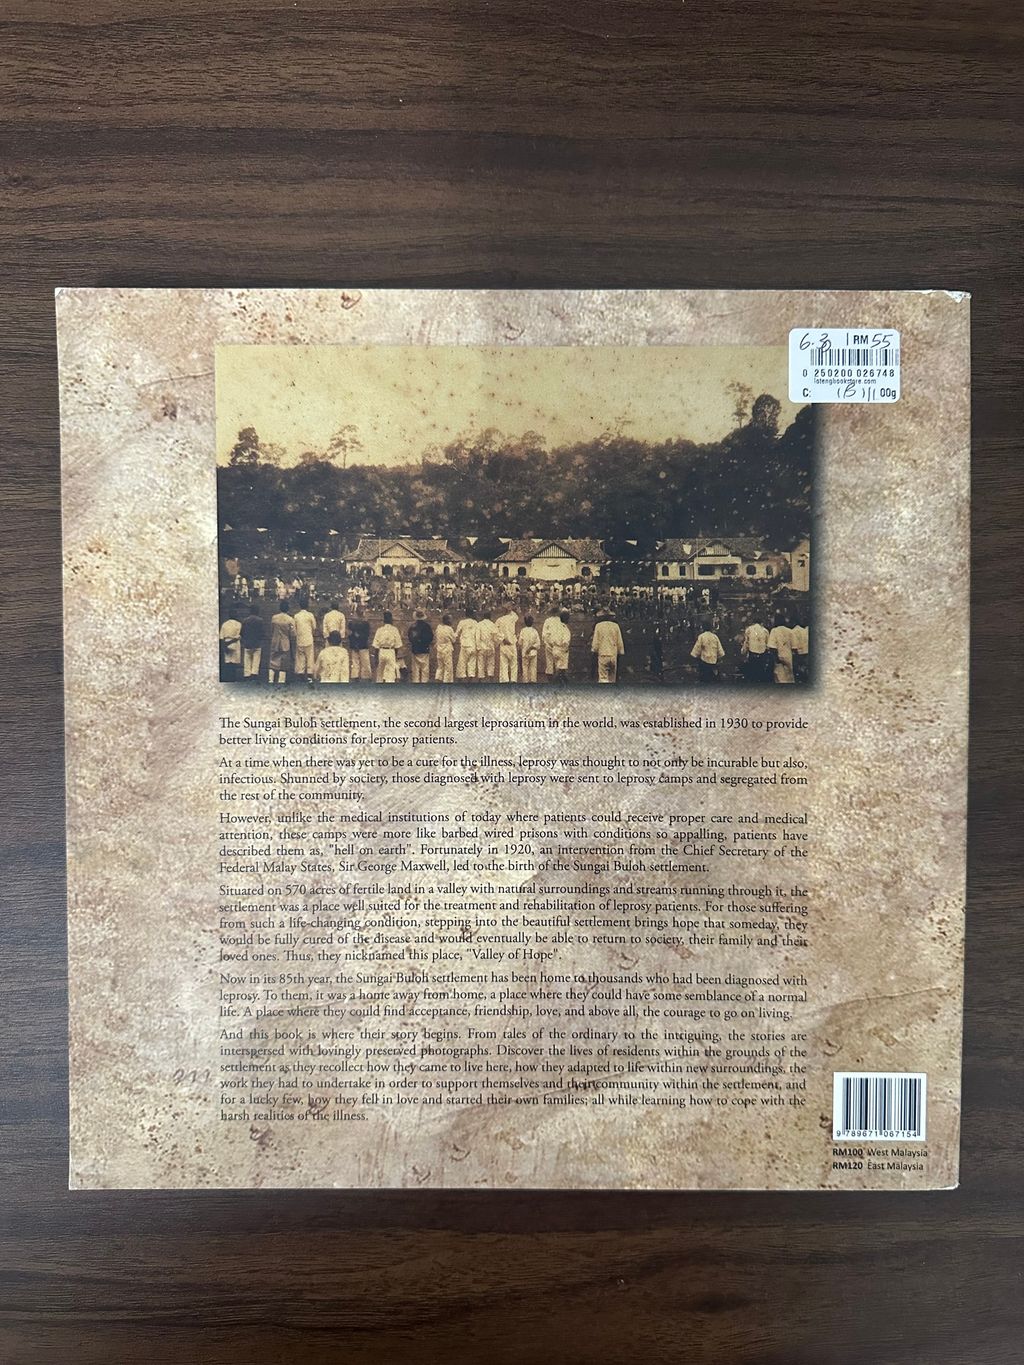 6.3 RM 55
0 250200 026748
latengbookstore.com
C: 00g
The Sungai Buloh settlement, the second largest leprosarium in the world, was established in 1930 to provide
better living conditions for leprosy patients.
At a time when there was yet to be a cure for the illness, leprosy was thought to not only be incurable but also,
infectious. Shunned by society, those diagnosed with leprosy were sent to leprosy camps and segregated from
the rest of the community.
However, unlike the medical institutions of today where patients could receive proper care and medical
attention, these camps were more like barbed wired prisons with conditions so appalling, patients have
described them as, "hell on earth". Fortunately in 1920, an intervention from the Chief Secretary of the
Federal Malay States, Sir George Maxwell, led to the birth of the Sungai Buloh settlement.
Situated on 570 acres of fertile land in a valley with natural surroundings and streams running through it, the
settlement was a place well suited for the treatment and rehabilitation of leprosy patients. For those suffering
from such a life-changing condition, stepping into the beautiful settlement brings hope that someday, they
would be fully cured of the disease and would eventually be able to return to society, their family and their
loved ones. Thus, they nicknamed this place, "Valley of Hope".
Now in its 85th year, the Sungai Buloh settlement has been home to thousands who had been diagnosed with
leprosy. To them, it was a home away from home, a place where they could have some semblance of a normal
life. A place where they could find acceptance, friendship, love, and above all, the courage to go on living.
And this book is where their story begins. From tales of the ordinary to the intriguing, the stories are
interspersed with lovingly preserved photographs. Discover the lives of residents within the grounds of the
settlement as they recollect how they came to live here, how they adapted to life within new surroundings, the
work they had to undertake in order to support themselves and their community within the settlement, and
for a lucky few, how they fell in love and started their own families; all while learning how to cope with the
harsh realities of the illness.
9 789671 067154
RM100 West Malaysia
RM120 East Malaysia